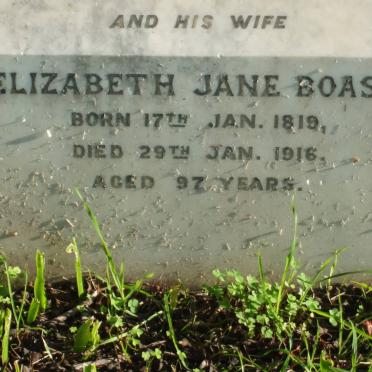 AND HIS WIFE
ELIZABETH JANE BOAS
BORN 17TH JAN. 1819,
DIED 29TH JAN. 1916.
AGED 97 YEARS.